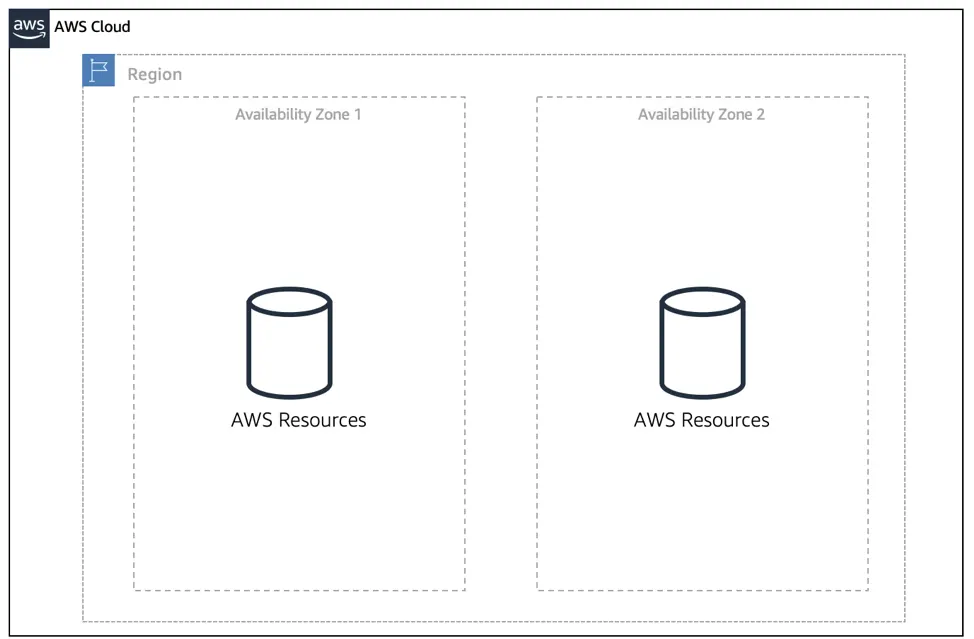 aws
AWS Cloud
Region
Availability Zone 1
Availability Zone 2
AWS Resources
AWS Resources